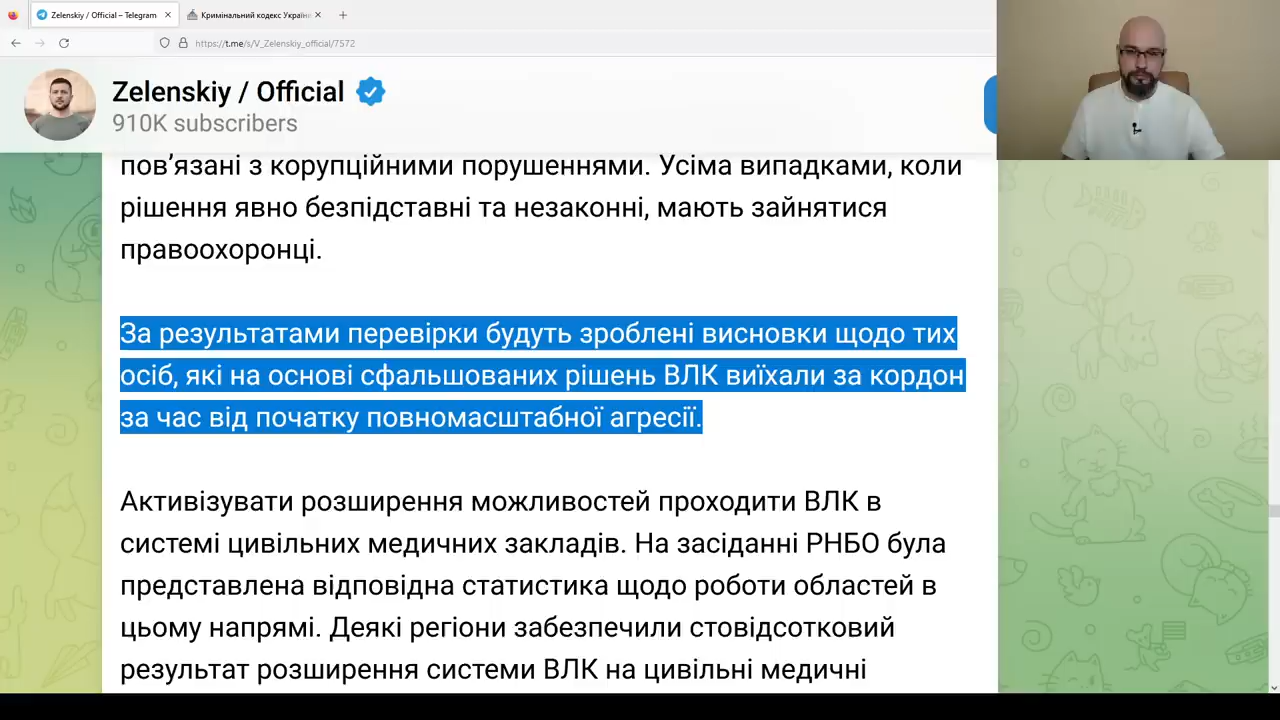 Zelenskiy / Official – Telegram
Кримінальний кодекс Україн
https://t.me/s/V_Zelenskiy_official/7572
Zelenskiy / Official
910K subscribers
пов’язані з корупційними порушеннями. Усіма випадками, коли
рішення явно безпідставні та незаконні, мають зайнятися
правоохоронці.
За результатами перевірки будуть зроблені висновки щодо тих
осіб, які на основі сфальшованих рішень ВЛК виїхали за кордон
за час від початку повномасштабної агресії.
Активізувати розширення можливостей проходити ВЛК в
системі цивільних медичних закладів. На засіданні РНБО була
представлена відповідна статистика щодо роботи областей в
цьому напрямі. Деякі регіони забезпечили стовідсотковий
результат розширення системи ВЛК на цивільні медичні